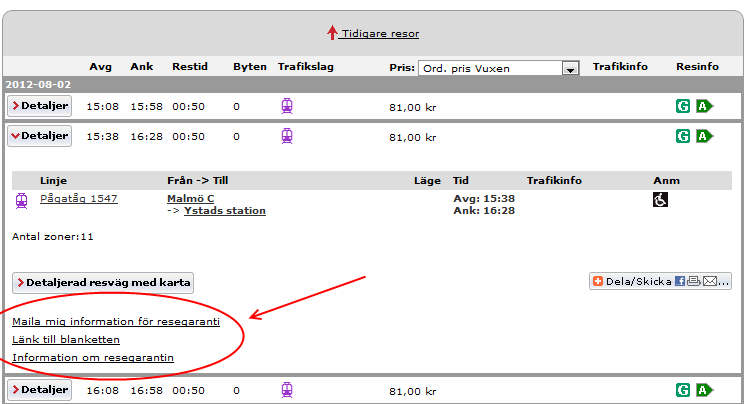 Tidigare resor
Avg Ank Restid Byten Trafikslag Pris: Ord. pris Vuxen Trafikinfo Resinfo
2012-08-02
Detaljer 15:08 15:58 00:50 0 81,00 kr G A
Detaljer 15:38 16:28 00:50 0 81,00 kr G A
Linje Från -> Till Läge Tid Trafikinfo Anm
Pågatåg 1547 Malmö C Avg: 15:38
-> Ystads station Ank: 16:28
Antal zoner:11
Detaljerad resväg med karta Dela/Skicka f ...
Maila mig information för resegaranti
Länk till blanketten
Information om resegarantin
Detaljer 16:08 16:58 00:50 0 81,00 kr G A